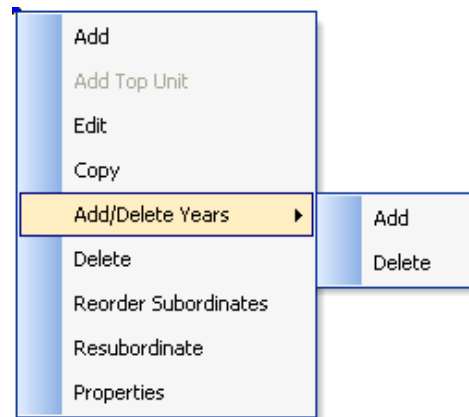 Add
Add Top Unit
Edit
Copy
Add/Delete Years
Add
Delete
Delete
Reorder Subordinates
Resubordinate
Properties